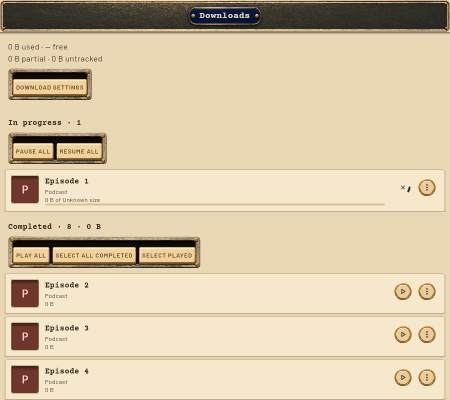 Downloads
0 B used · — free
0 B partial · 0 B untracked
DOWNLOAD SETTINGS
In progress · 1
PAUSE ALL RESUME ALL
P
Episode 1
Podcast
0 B of Unknown size
Completed · 8 · 0 B
PLAY ALL SELECT ALL COMPLETED SELECT PLAYED
P
Episode 2
Podcast
0 B
P
Episode 3
Podcast
0 B
P
Episode 4
Podcast
0 B